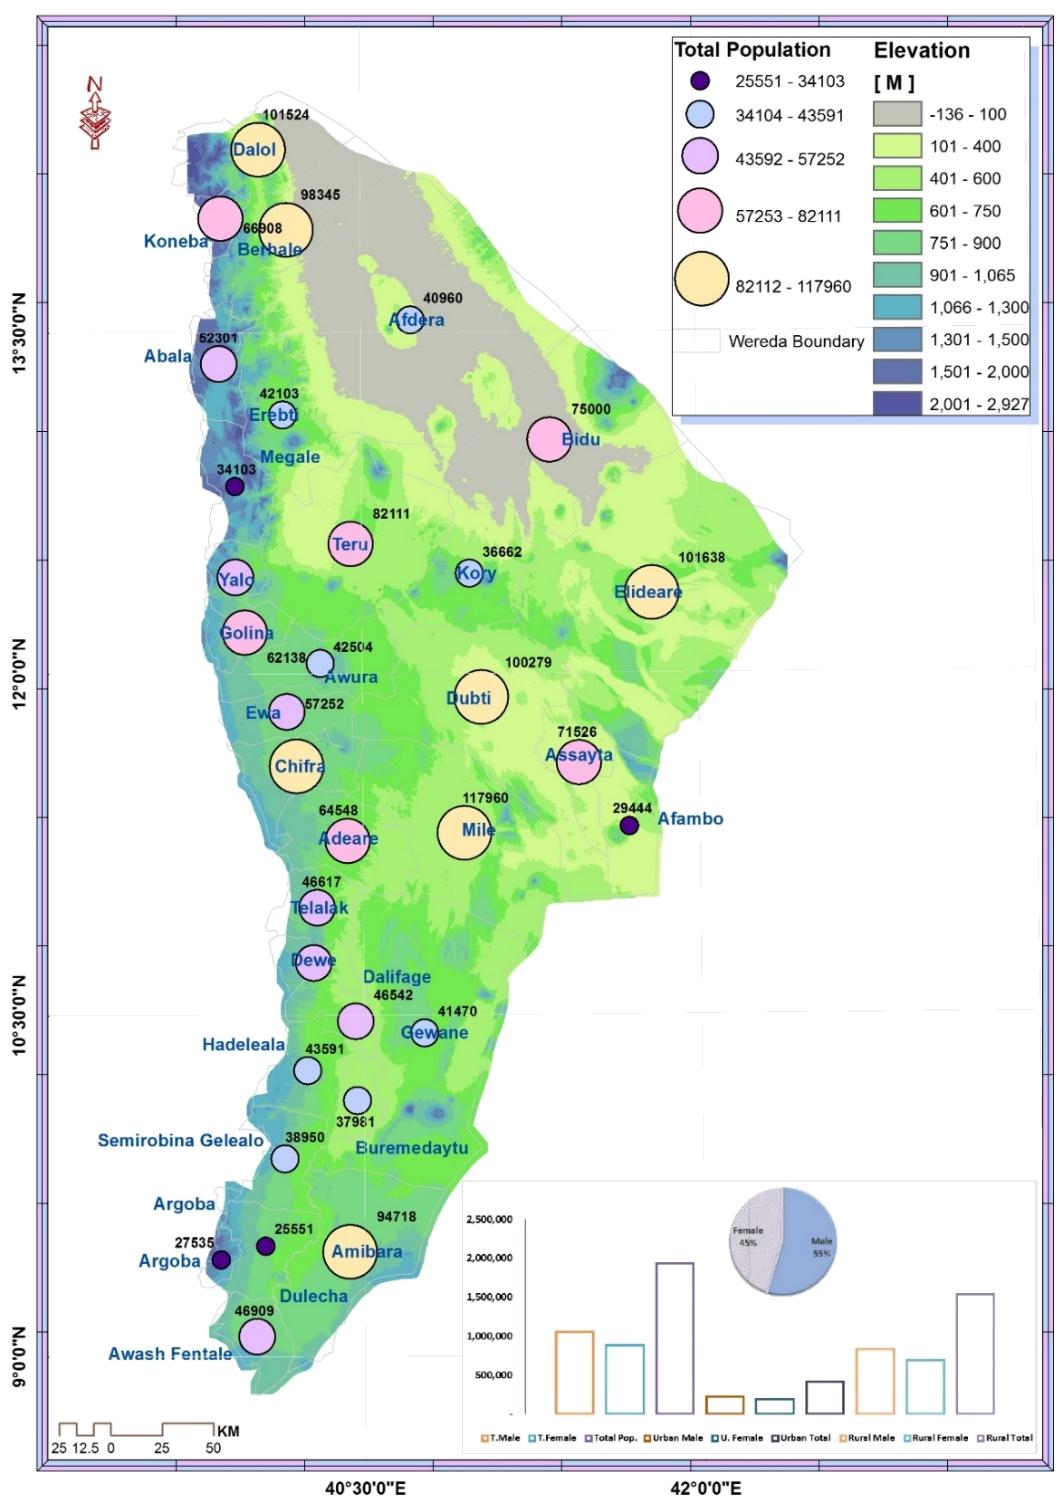 N
Total Population
25551 - 34103
34104 - 43591
43592 - 57252
57253 - 82111
82112 - 117960
Wereda Boundary
Elevation
[ M ]
-136 - 100
101 - 400
401 - 600
601 - 750
751 - 900
901 - 1,065
1,066 - 1,300
1,301 - 1,500
1,501 - 2,000
2,001 - 2,927
101524
Dalol
98345
66908
Koneba
Berhale
40960
Afdera
52301
Abala
42103
Erebti
75000
Bidu
Megale
34103
82111
Teru
36662
Kory
101638
Elideare
Yalo
Golina
62138
42504
Awura
100279
Dubti
57252
Ewa
71526
Assayta
Chifra
117960
Mile
64548
Adeare
29444
Afambo
46617
Telalak
Dewe
Dalifage
46542
41470
Gewane
Hadeleala
43591
37981
Semirobina Gelealo
38950
Buremedaytu
Argoba
25551
94718
Amibara
27535
Argoba
Dulecha
46909
Awash Fentale
13°30'0"N
12°0'0"N
10°30'0"N
9°0'0"N
40°30'0"E
42°0'0"E
25 12.5 0 25 50
KM
Female
45%
Male
55%
2,500,000
2,000,000
1,500,000
1,000,000
500,000
-
T.Male T.Female Total Pop. Urban Male U. Female Urban Total Rural Male Rural Female Rural Total